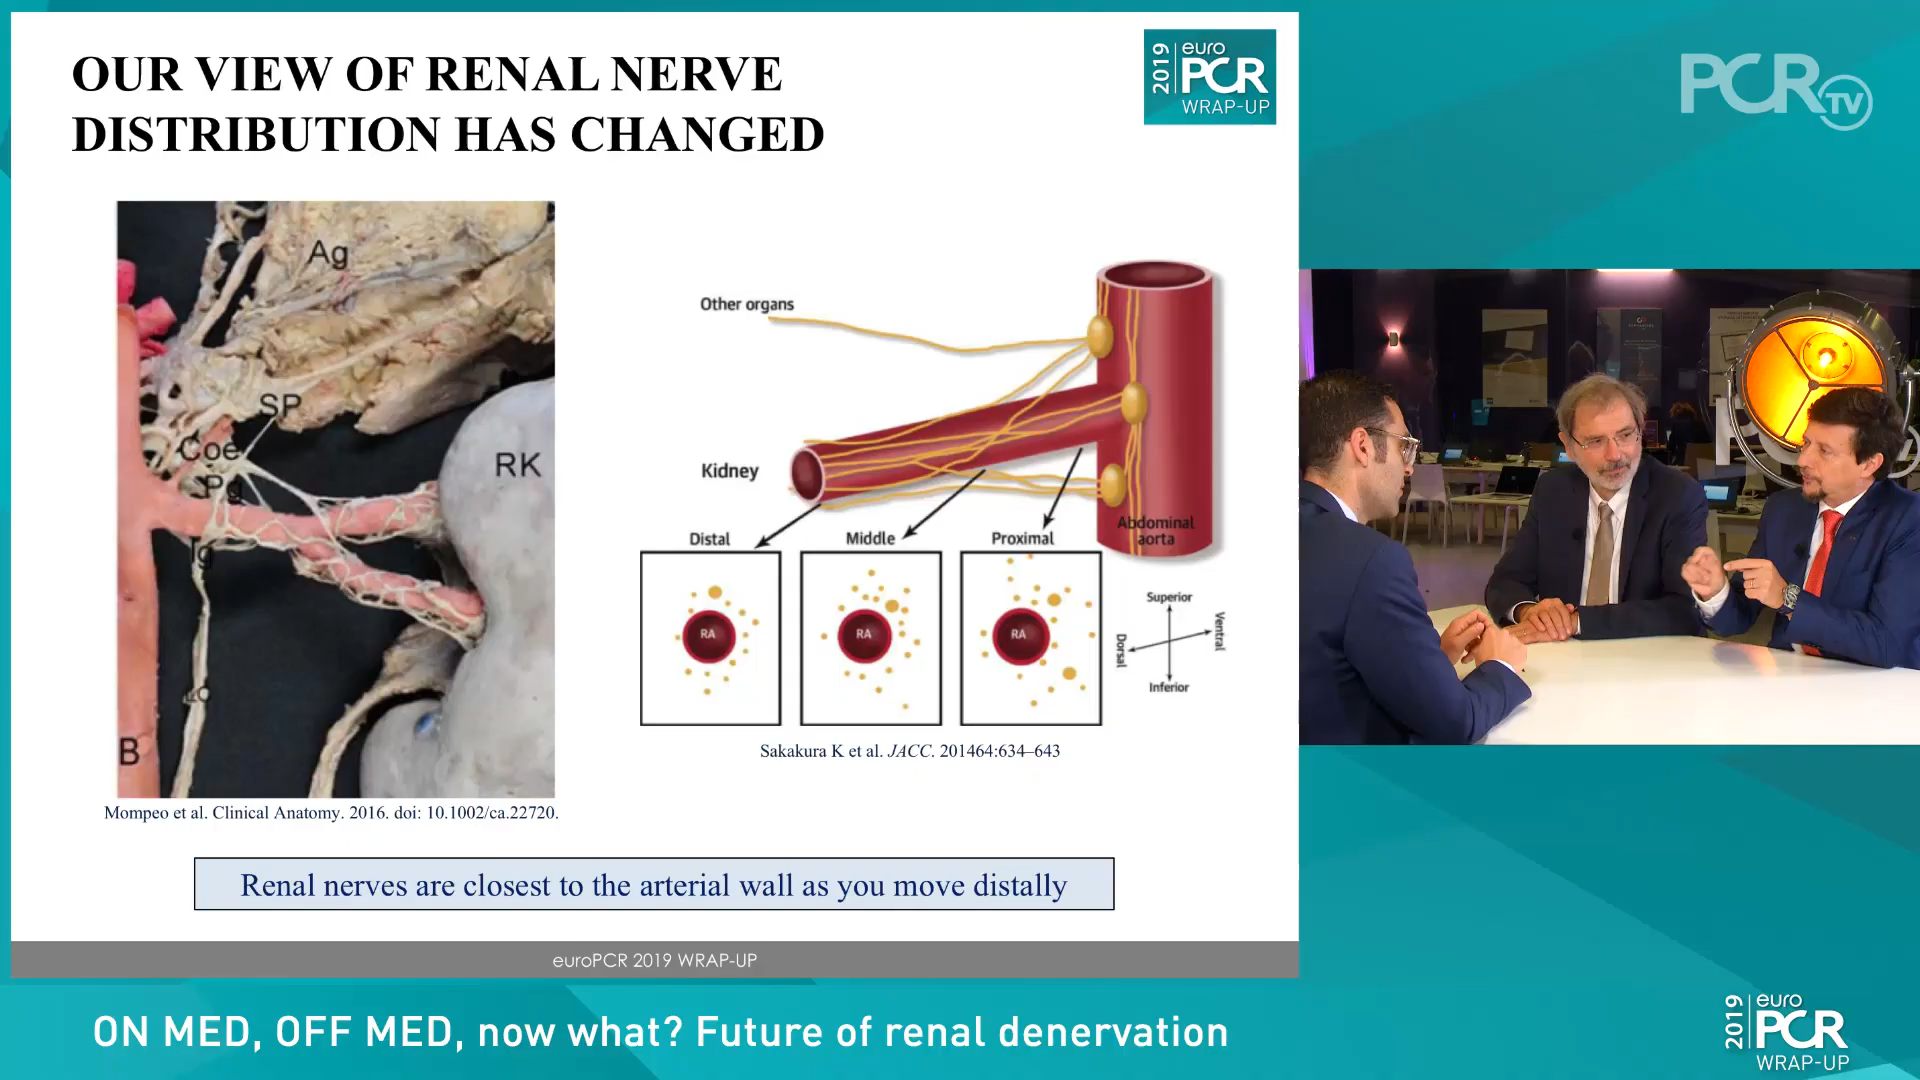 OUR VIEW OF RENAL NERVE
DISTRIBUTION HAS CHANGED
2019
euro
PCR
WRAP-UP
PCR TV
Ag
SP
Coe
Pg
Ig
LC
RK
B
Mompeo et al. Clinical Anatomy. 2016. doi: 10.1002/ca.22720.
Other organs
Kidney
Abdominal
aorta
Distal
Middle
Proximal
RA
RA
RA
Superior
Ventral
Dorsal
Inferior
Sakakura K et al. JACC. 201464:634–643
Renal nerves are closest to the arterial wall as you move distally
euroPCR 2019 WRAP-UP
ON MED, OFF MED, now what? Future of renal denervation
2019
euro
PCR
WRAP-UP